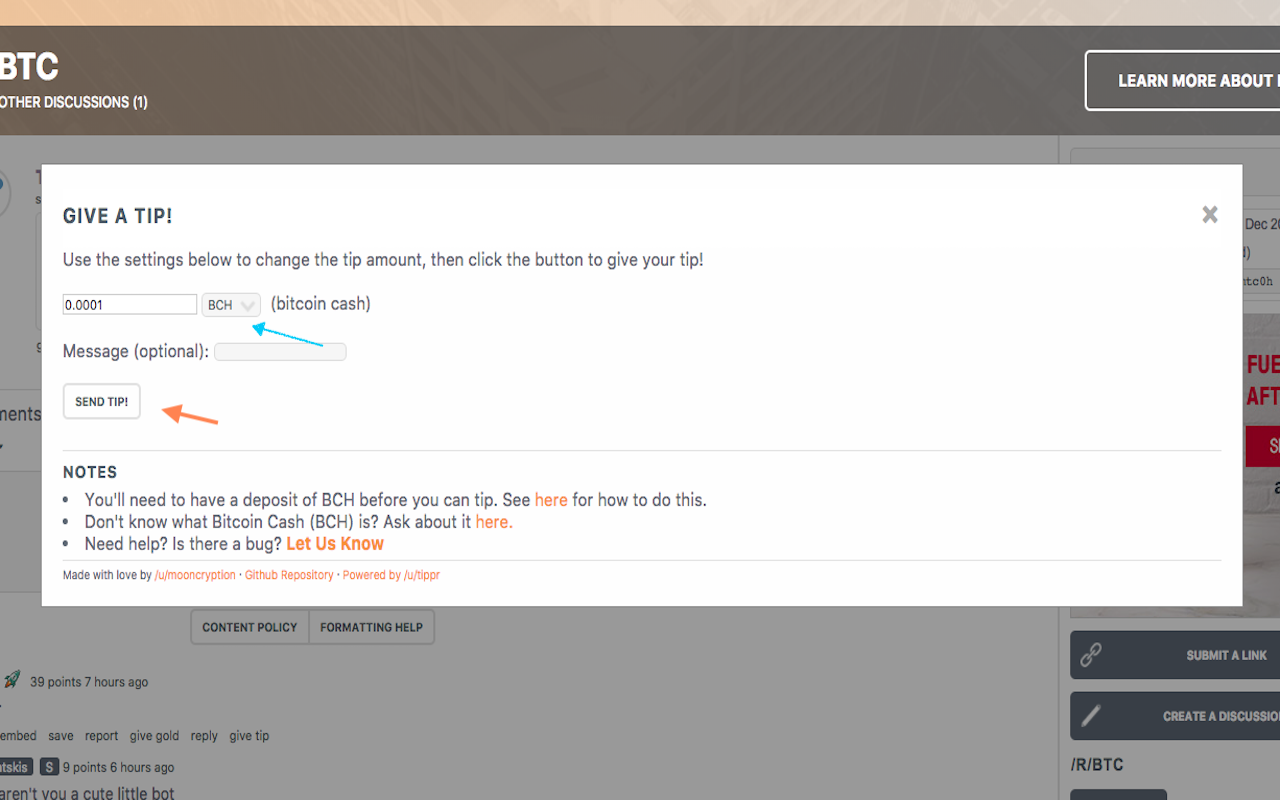 BTC
OTHER DISCUSSIONS (1)
LEARN MORE ABOUT
GIVE A TIP!
Use the settings below to change the tip amount, then click the button to give your tip!
0.0001 BCH (bitcoin cash)
Message (optional):
SEND TIP!
NOTES
• You'll need to have a deposit of BCH before you can tip. See here for how to do this.
• Don't know what Bitcoin Cash (BCH) is? Ask about it here.
• Need help? Is there a bug? Let Us Know
Made with love by /u/mooncryption · Github Repository · Powered by /u/tippr
CONTENT POLICY FORMATTING HELP
39 points 7 hours ago
embed save report give gold reply give tip
S 9 points 6 hours ago
aren't you a cute little bot
Dec 20
SUBMIT A LINK
CREATE A DISCUSSION
/R/BTC